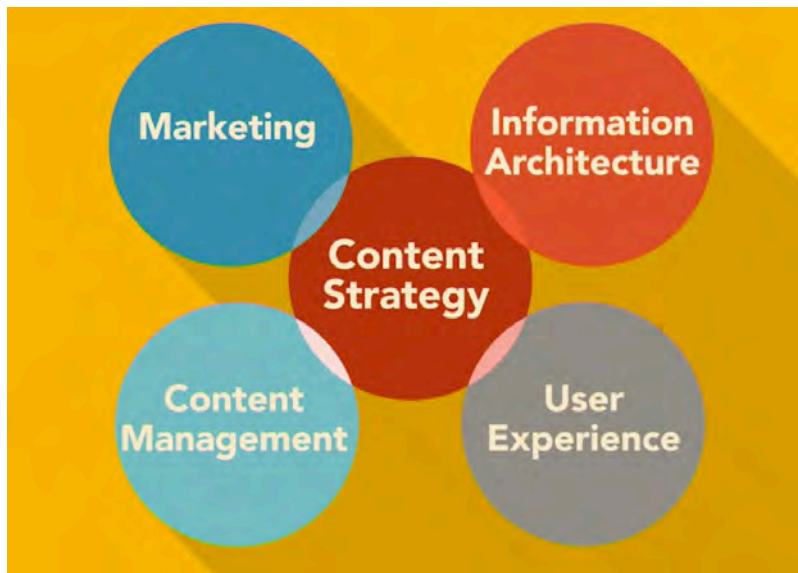 Marketing
Information
Architecture
Content
Strategy
Content
Management
User
Experience